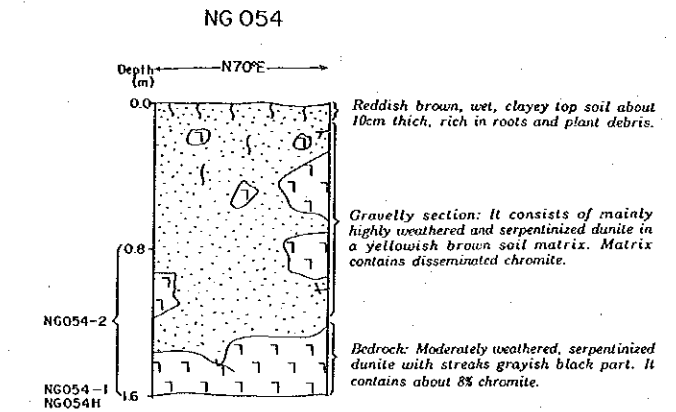 NG 054
Depth
(m)
N70°E
0.0
Reddish brown, wet, clayey top soil about
10cm thick, rich in roots and plant debris.
Gravelly section: It consists of mainly
highly weathered and serpentinized dunite in
a yellowish brown soil matrix. Matrix
contains disseminated chromite.
0.8
NG054-2
Bedrock: Moderately weathered, serpentinized
dunite with streaks grayish black part. It
contains about 8% chromite.
NG054-1
NG054H
1.6